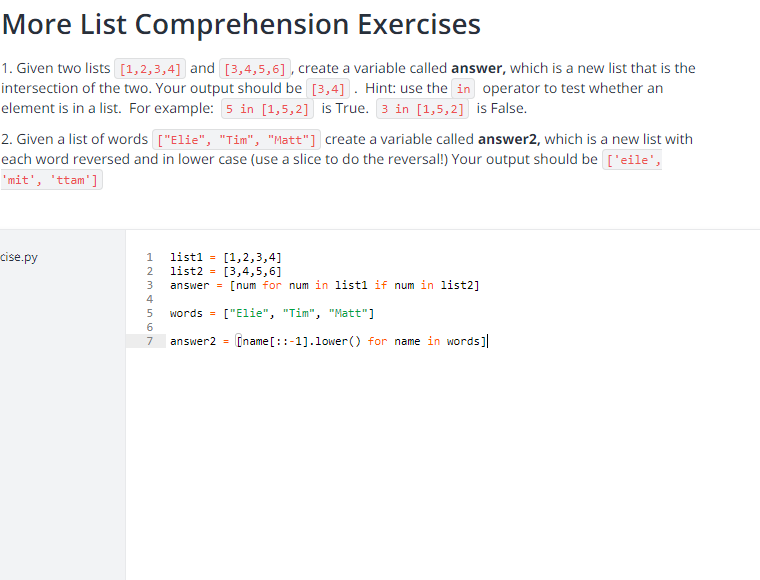 More List Comprehension Exercises
1. Given two lists [1,2,3,4] and [3,4,5,6], create a variable called answer, which is a new list that is the
intersection of the two. Your output should be [3,4] . Hint: use the in operator to test whether an
element is in a list. For example: 5 in [1,5,2] is True. 3 in [1,5,2] is False.
2. Given a list of words ["Elie", "Tim", "Matt"] create a variable called answer2, which is a new list with
each word reversed and in lower case (use a slice to do the reversal!) Your output should be ['eile',
'mit', 'ttam']
cise.py
1 list1 = [1,2,3,4]
2 list2 = [3,4,5,6]
3 answer = [num for num in list1 if num in list2]
4
5 words = ["Elie", "Tim", "Matt"]
6
7 answer2 = [name[::-1].lower() for name in words]